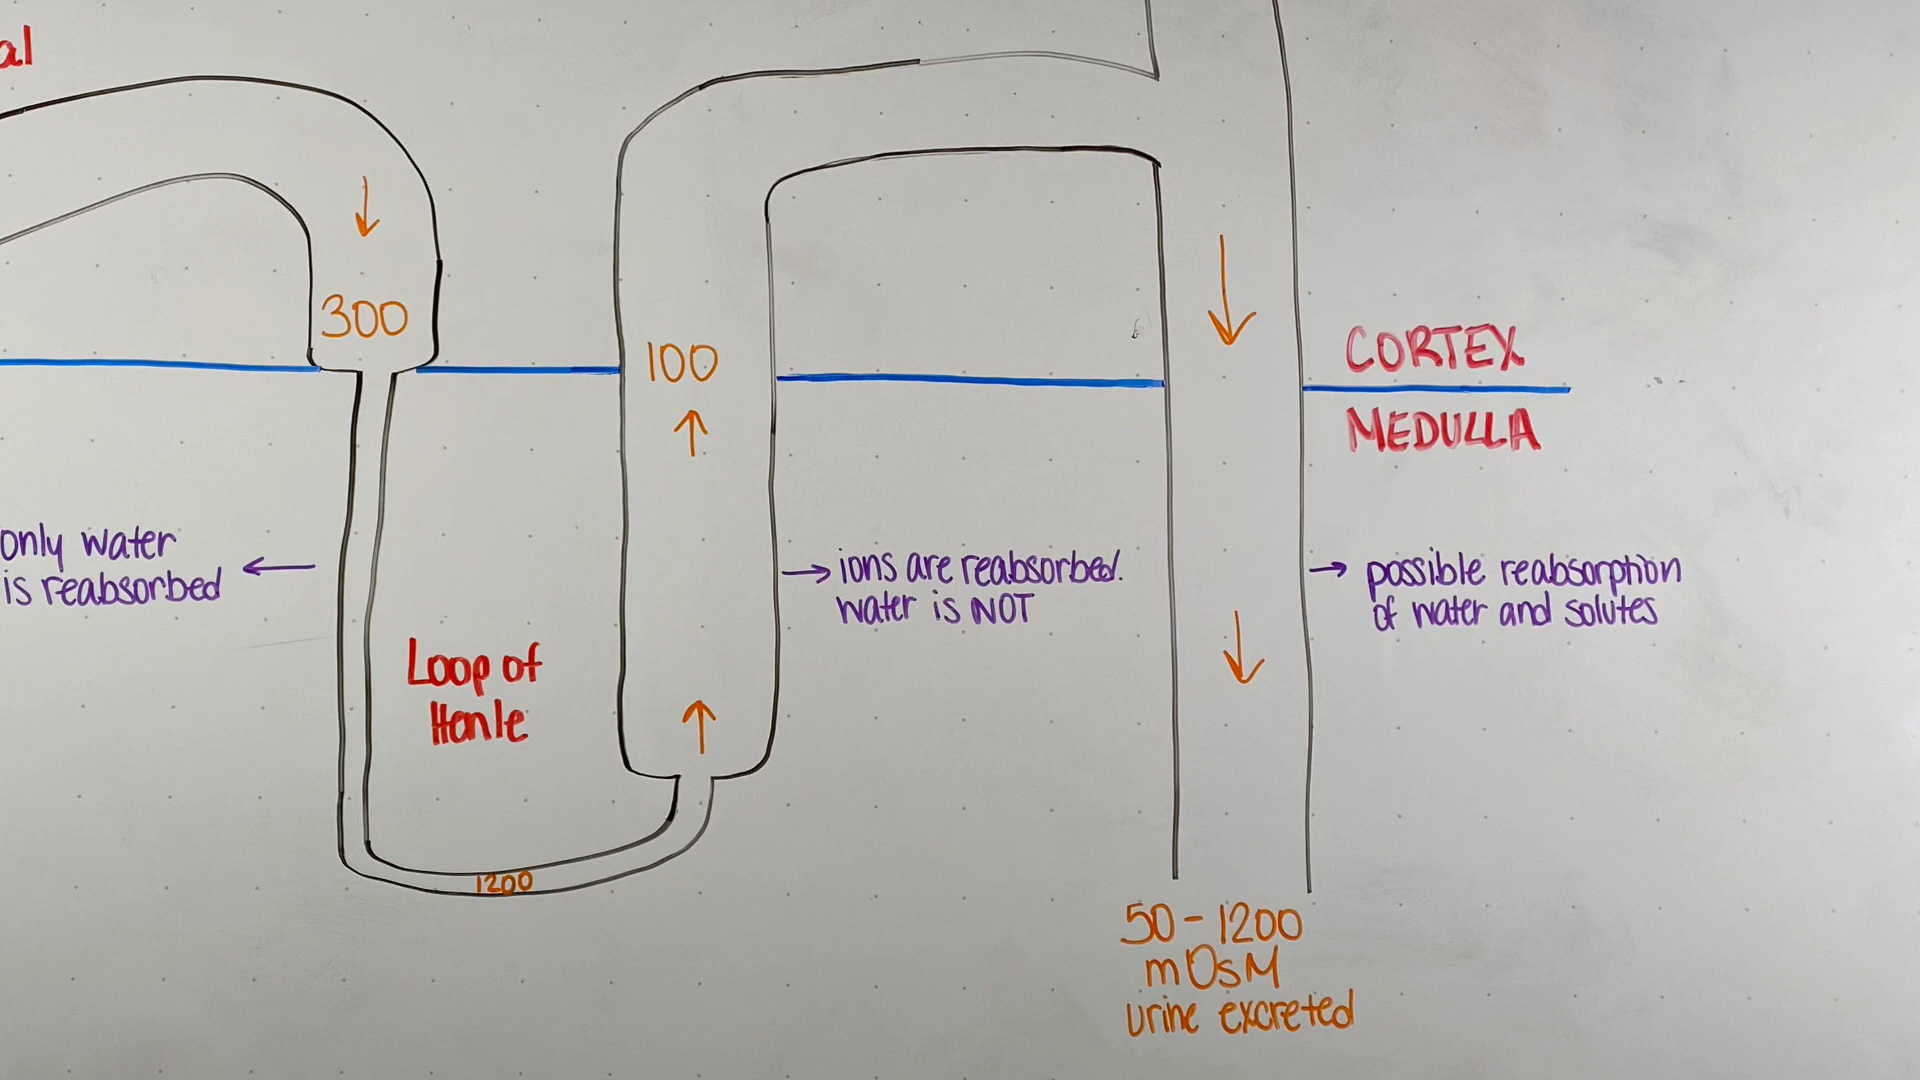 al
300
100
CORTEX
MEDULLA
only water
is reabsorbed
ions are reabsorbed.
water is NOT
possible reabsorption
of water and solutes
Loop of
Henle
1200
50-1200
mOsM
urine excreted